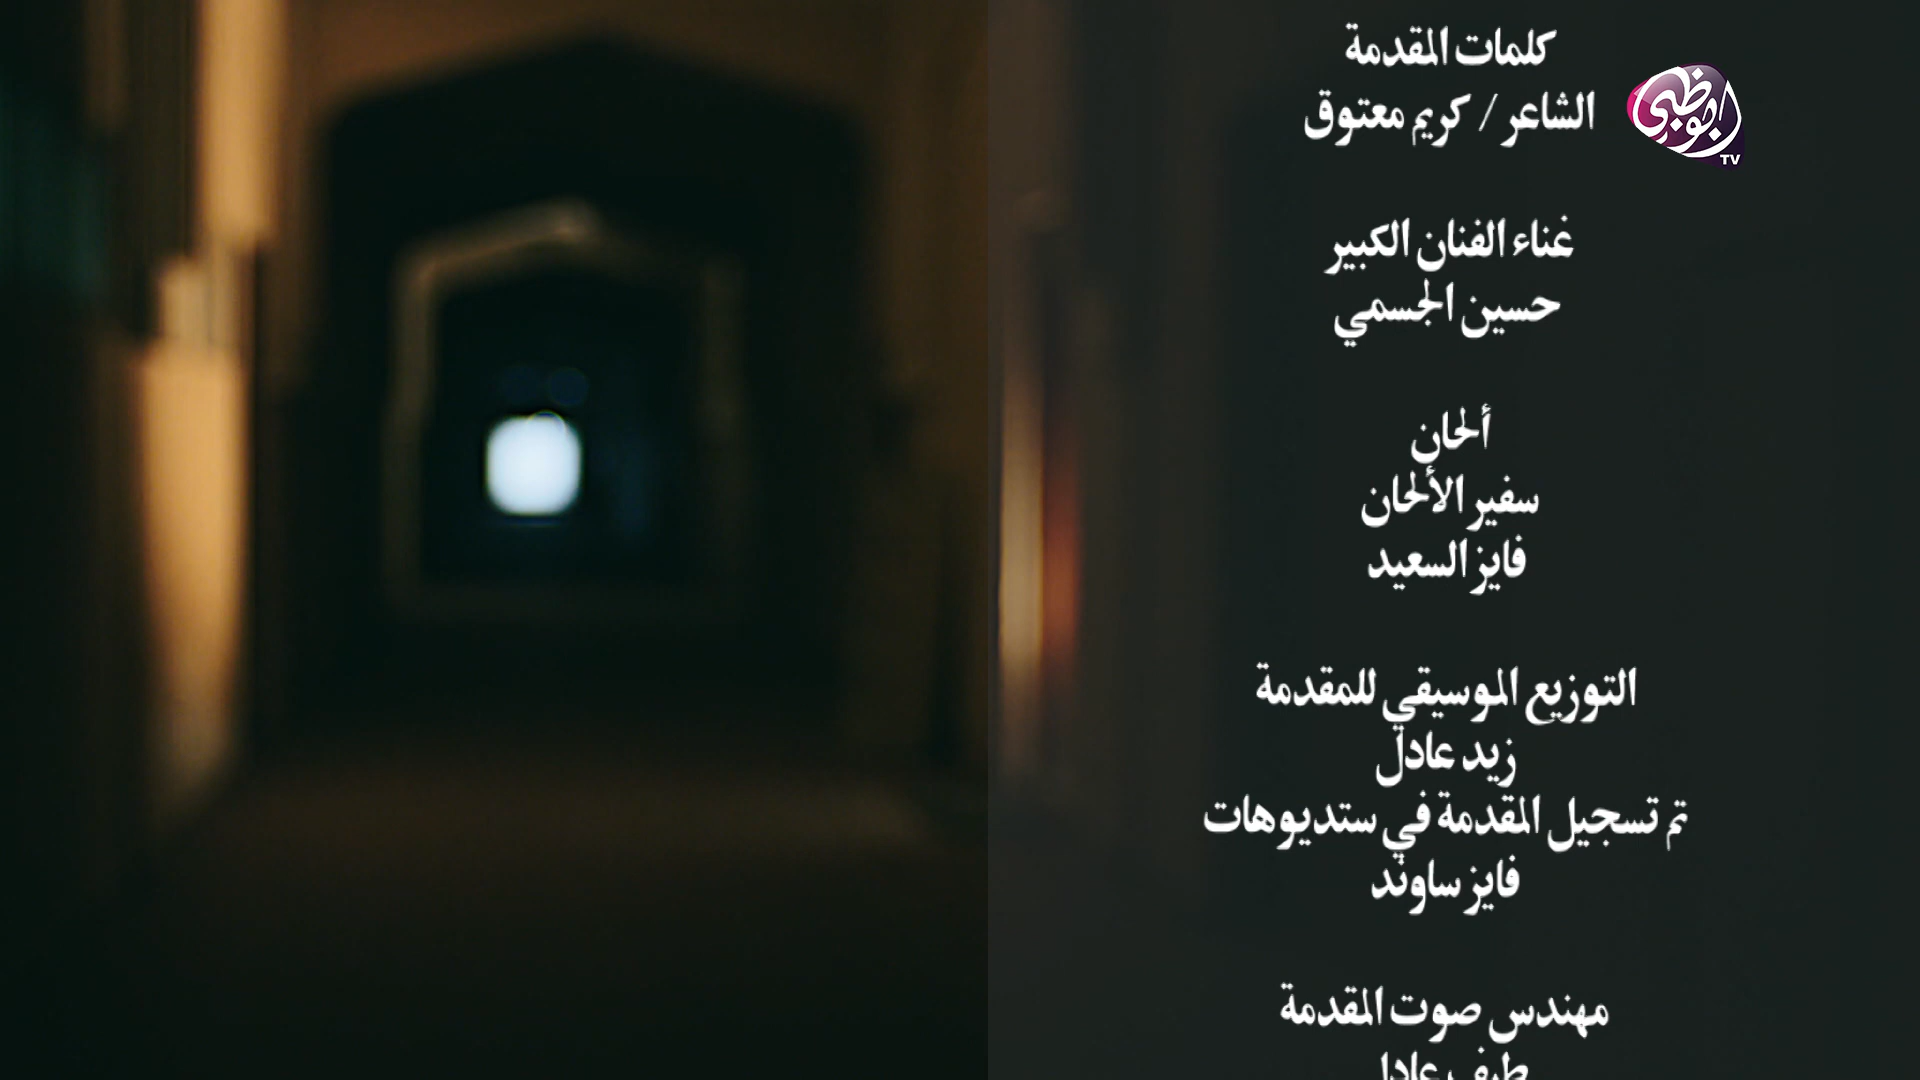 كلمات المقدمة
الشاعر / كريم معتوق
ابوظبي
TV
غناء الفنان الكبير
حسين الجسمي
ألحان
سفير الألحان
فايز السعيد
التوزيع الموسيقي للمقدمة
زيد عادل
تم تسجيل المقدمة في ستديوهات
فايز ساوند
مهندس صوت المقدمة